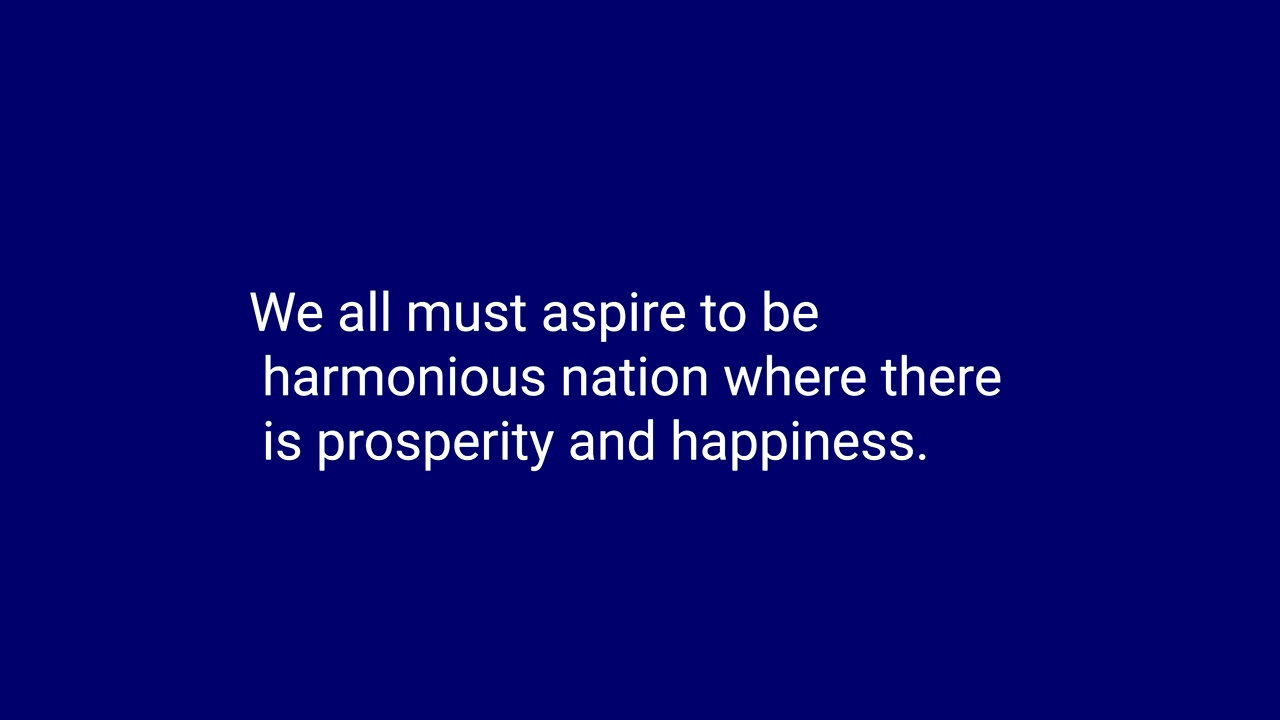 We all must aspire to be
harmonious nation where there
is prosperity and happiness.